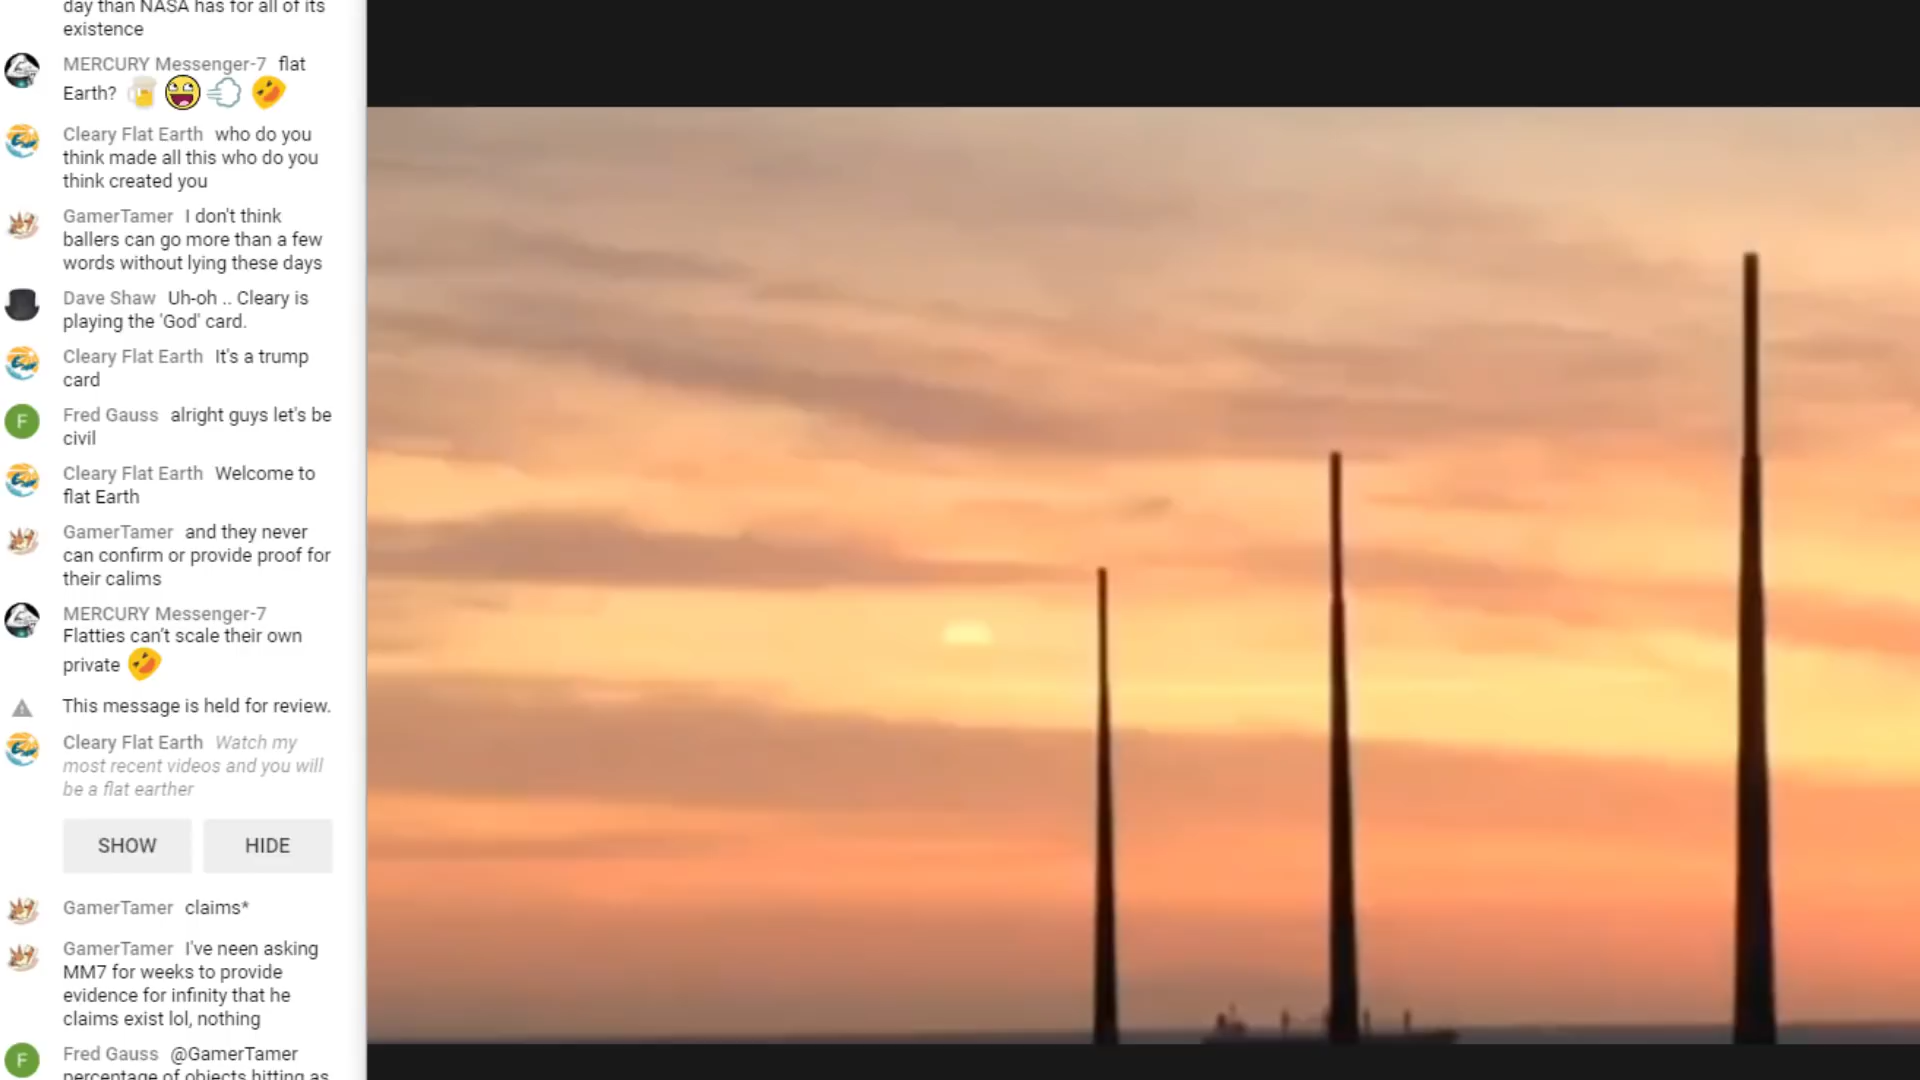 day than NASA has for all of its
existence
MERCURY Messenger-7 flat
Earth?
Cleary Flat Earth who do you
think made all this who do you
think created you
GamerTamer I don't think
ballers can go more than a few
words without lying these days
Dave Shaw Uh-oh .. Cleary is
playing the 'God' card.
Cleary Flat Earth It's a trump
card
F
Fred Gauss alright guys let's be
civil
Cleary Flat Earth Welcome to
flat Earth
GamerTamer and they never
can confirm or provide proof for
their calims
MERCURY Messenger-7
Flatties can't scale their own
private
This message is held for review.
Cleary Flat Earth Watch my
most recent videos and you will
be a flat earther
SHOW HIDE
GamerTamer claims*
GamerTamer I've neen asking
MM7 for weeks to provide
evidence for infinity that he
claims exist lol, nothing
F
Fred Gauss @GamerTamer
percentage of objects hitting as